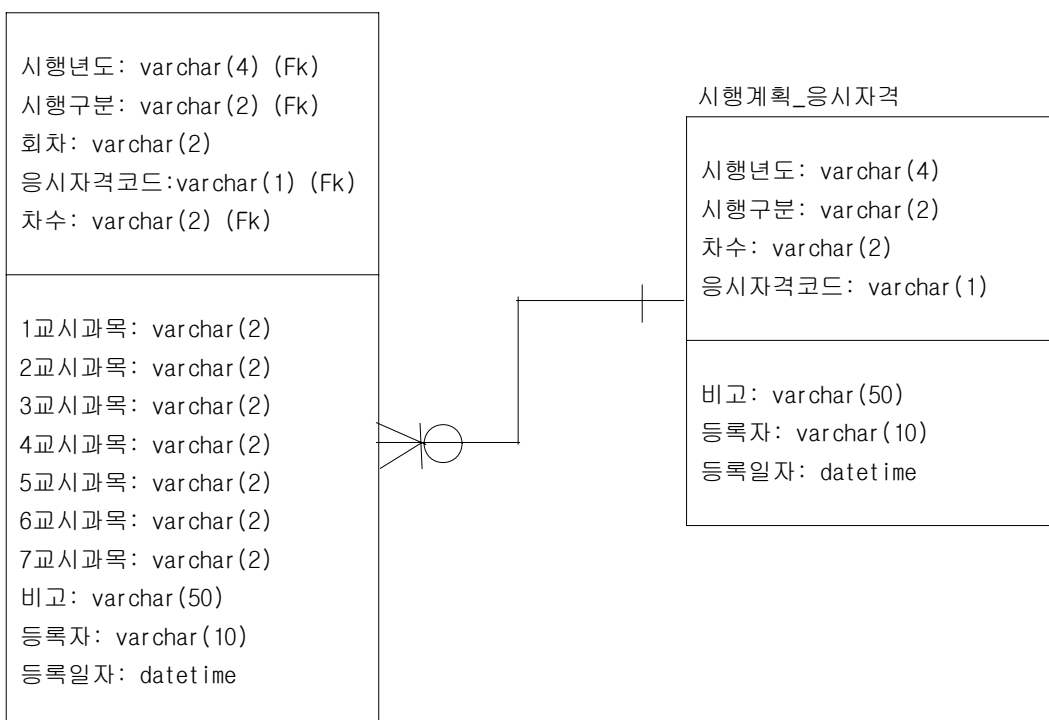 시행년도: varchar(4) (Fk)
시행구분: varchar(2) (Fk)
회차: varchar(2)
응시자격코드:varchar(1) (Fk)
차수: varchar(2) (Fk)
1교시과목: varchar(2)
2교시과목: varchar(2)
3교시과목: varchar(2)
4교시과목: varchar(2)
5교시과목: varchar(2)
6교시과목: varchar(2)
7교시과목: varchar(2)
비고: varchar(50)
등록자: varchar(10)
등록일자: datetime
시행계획_응시자격
시행년도: varchar(4)
시행구분: varchar(2)
차수: varchar(2)
응시자격코드: varchar(1)
비고: varchar(50)
등록자: varchar(10)
등록일자: datetime